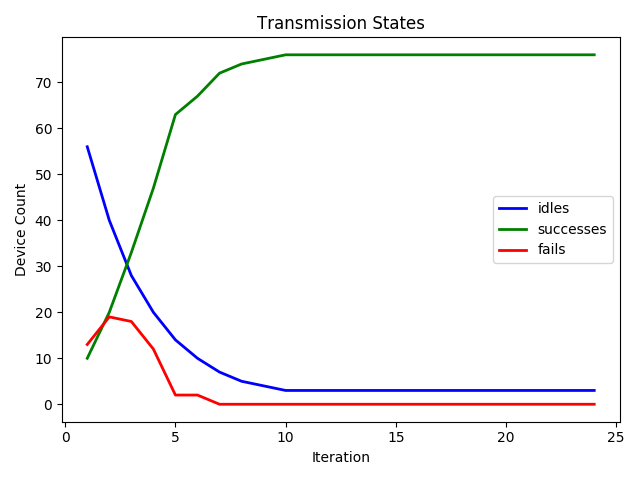 Transmission States
Device Count
70
60
50
40
30
20
10
0
idles
successes
fails
0 5 10 15 20 25
Iteration